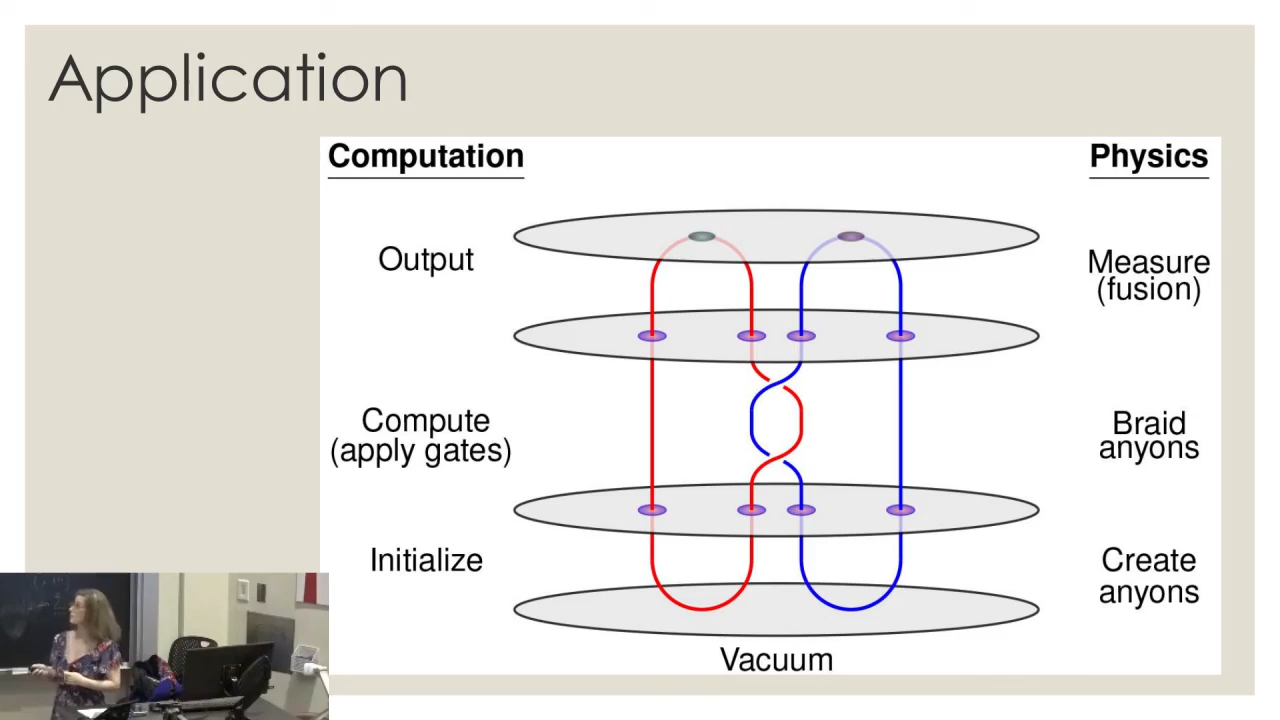 Application
Computation
Physics
Output
Measure
(fusion)
Compute
(apply gates)
Braid
anyons
Initialize
Create
anyons
Vacuum